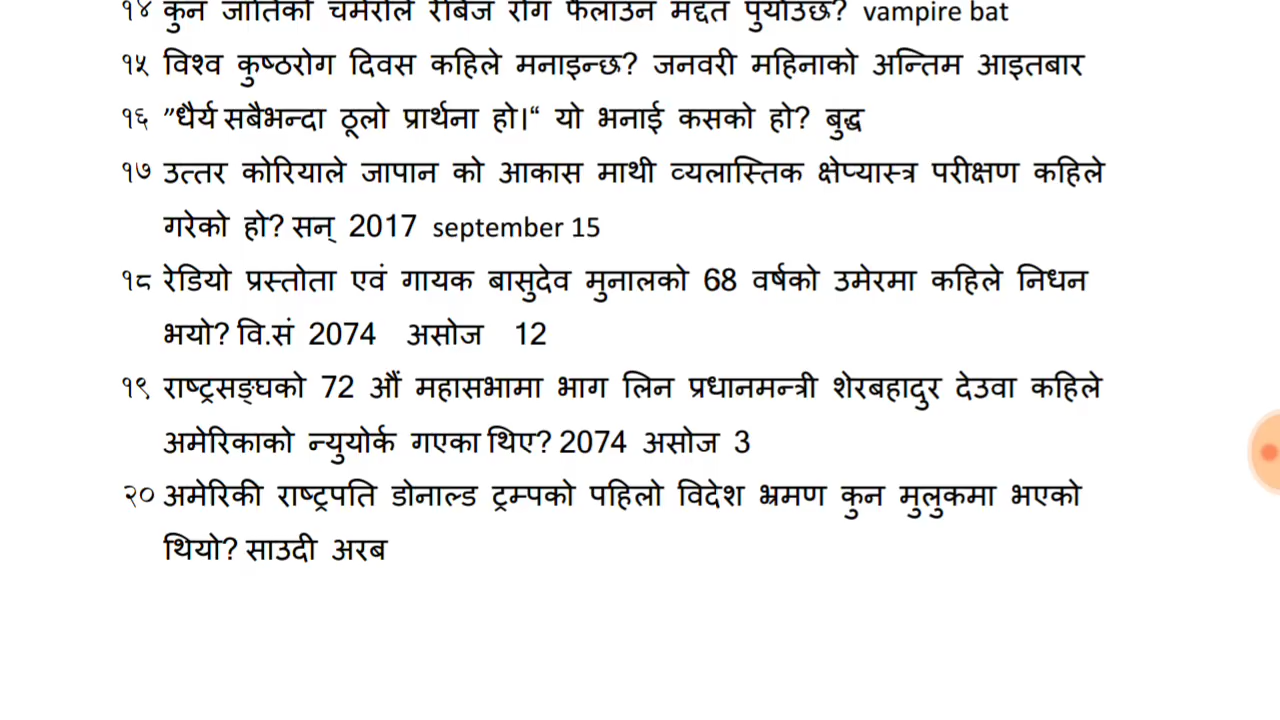 १४ कुन जातिको चमेरोले रेबिज रोग फैलाउन मद्दत पुर्याउँछ? vampire bat
१५ विश्व कुष्ठरोग दिवस कहिले मनाइन्छ? जनवरी महिनाको अन्तिम आइतबार
१६ ”धैर्य सबैभन्दा ठूलो प्रार्थना हो।“ यो भनाई कसको हो? बुद्ध
१७ उत्तर कोरियाले जापान को आकास माथी व्यलास्तिक क्षेप्यास्त्र परीक्षण कहिले
गरेको हो? सन् 2017 september 15
१८ रेडियो प्रस्तोता एवं गायक बासुदेव मुनालको 68 वर्षको उमेरमा कहिले निधन
भयो? वि.सं 2074 असोज 12
१९ राष्ट्रसङ्घको 72 औं महासभामा भाग लिन प्रधानमन्त्री शेरबहादुर देउवा कहिले
अमेरिकाको न्युयोर्क गएका थिए? 2074 असोज 3
२० अमेरिकी राष्ट्रपति डोनाल्ड ट्रम्पको पहिलो विदेश भ्रमण कुन मुलुकमा भएको
थियो? साउदी अरब